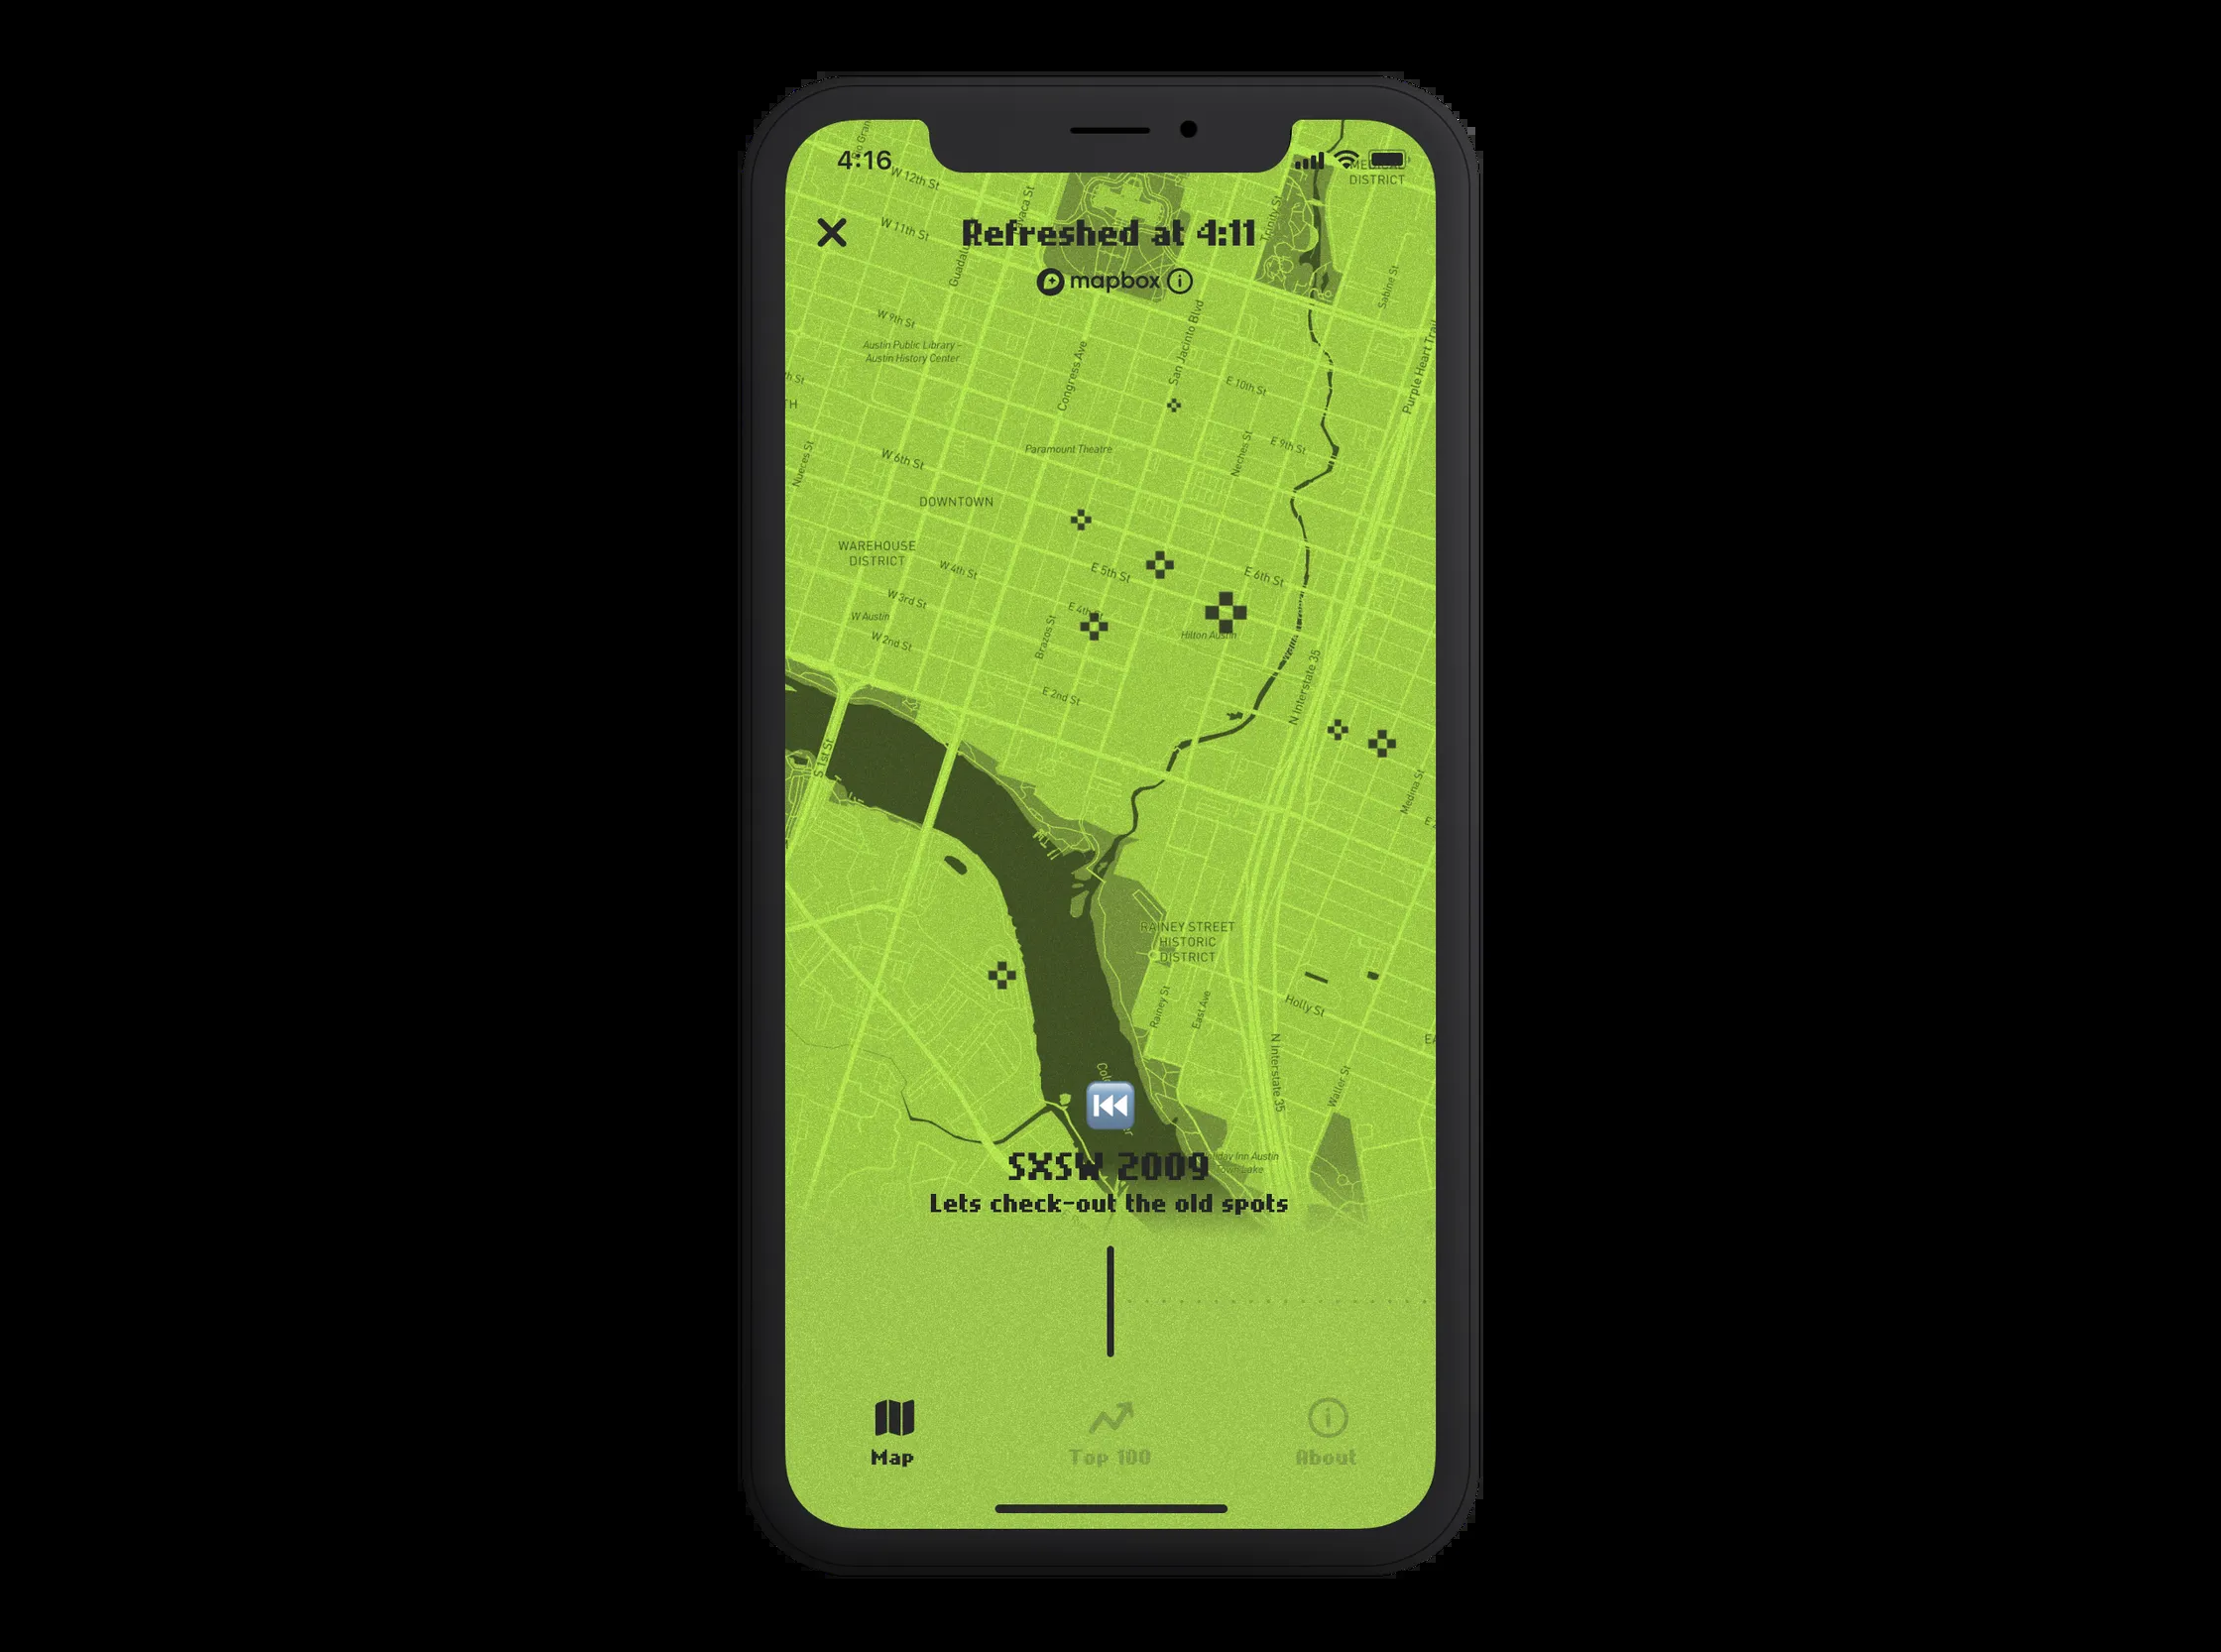 4:16
W 12th St
MEDICAL
DISTRICT
Refreshed at 4:11
W 11th St
Trinity St
mapbox
Sabine St
W 9th St
Austin Public Library -
Austin History Center
Congress Ave
San Jacinto Blvd
E 10th St
Purple Heart Trail
Paramount Theatre
Neches St
E 9th St
Nueces St
W 6th St
DOWNTOWN
WAREHOUSE
DISTRICT
W 4th St
E 5th St
E 6th St
W 3rd St
E 4th St
W Austin
W 2nd St
Brazos St
Hilton Austin
E 2nd St
N Interstate 35
S 1st St
Medina St
RAINEY STREET
HISTORIC
DISTRICT
Rainey St
East Ave
Holly St
N Interstate 35
Waller St
SXSW 2009
Lets check-out the old spots
Map
Top 100
About